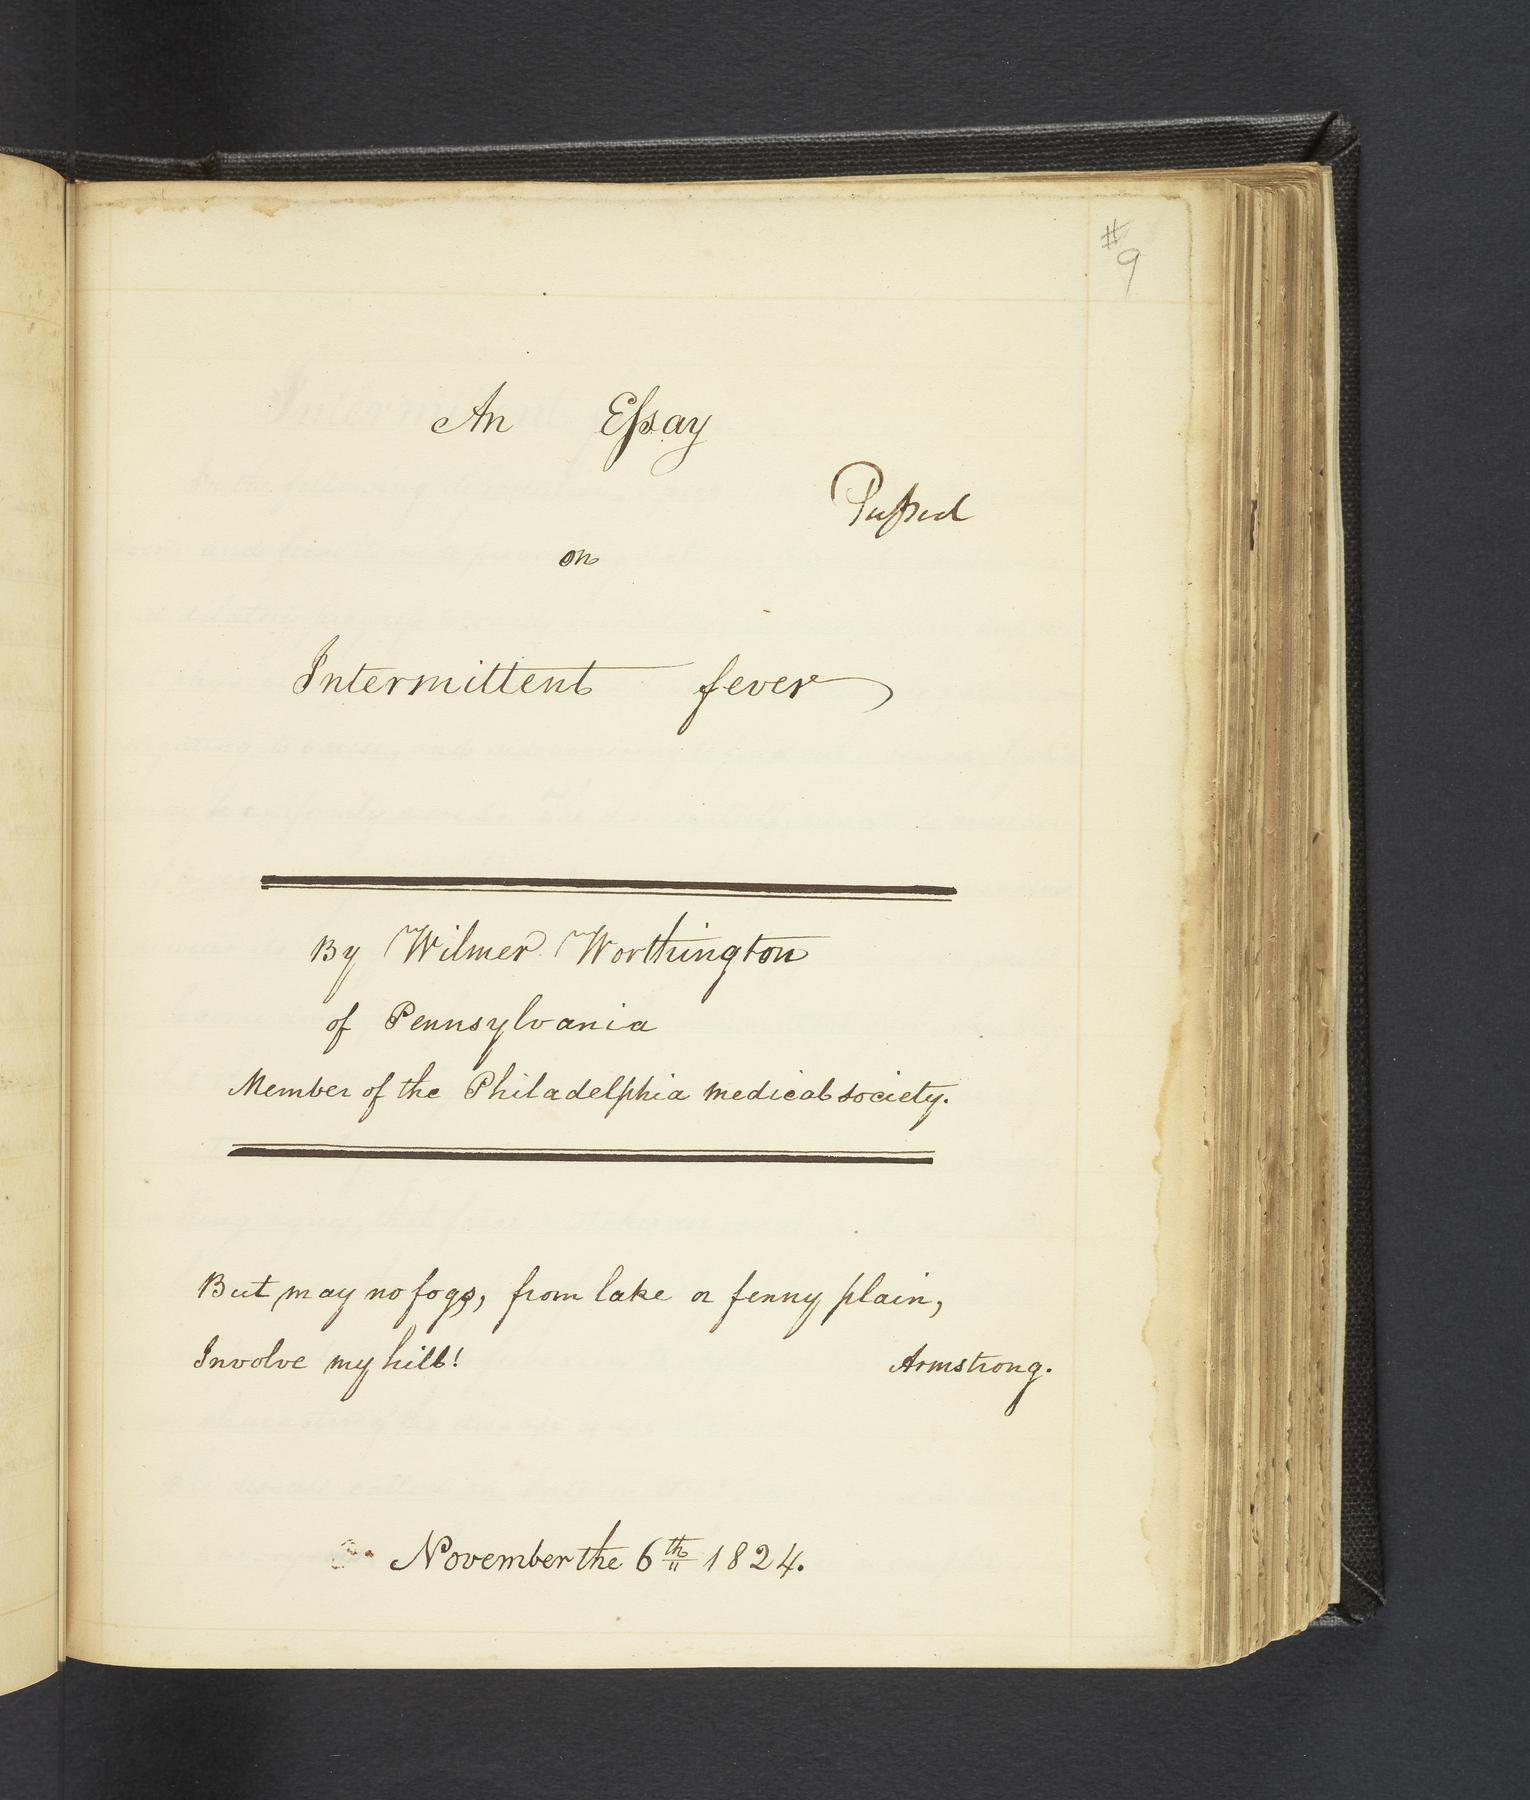 #9
An Essay
Passed
on
Intermittent fever
By Wilmer Worthington
of Pennsylvania
Member of the Philadelphia medical society.
But may no fogs, from lake or fenny plain,
Involve my hill! Armstrong.
November the 6th 1824.